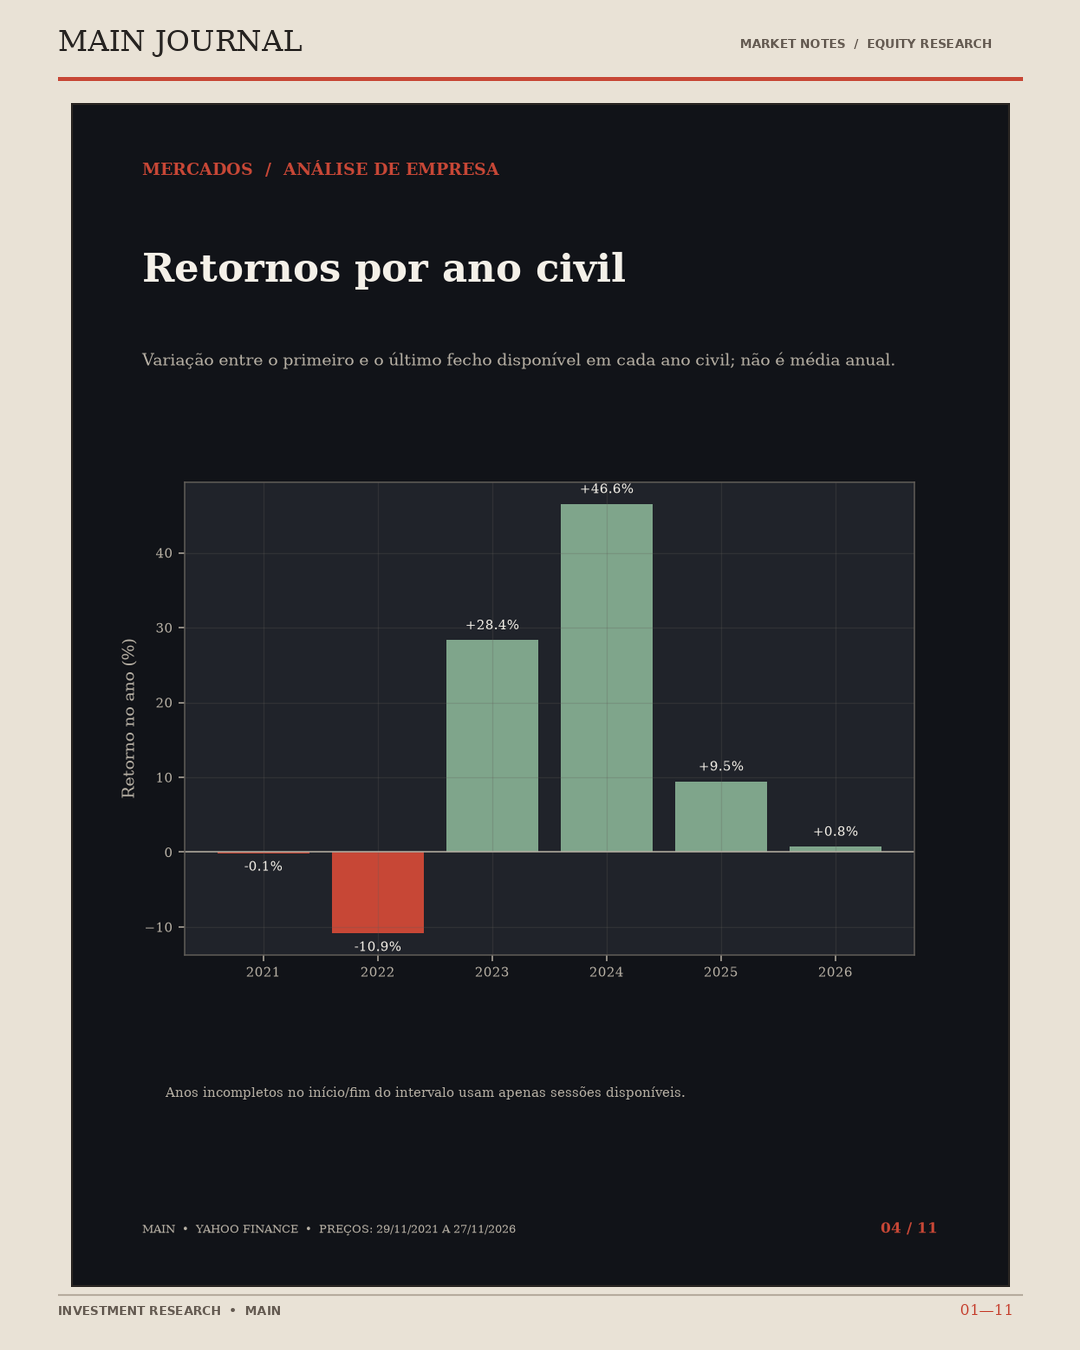 MAIN JOURNAL
MARKET NOTES / EQUITY RESEARCH
MERCADOS / ANÁLISE DE EMPRESA
Retornos por ano civil
Variação entre o primeiro e o último fecho disponível em cada ano civil; não é média anual.
Retorno no ano (%)
40
30
20
10
0
−10
-0.1%
-10.9%
+28.4%
+46.6%
+9.5%
+0.8%
2021
2022
2023
2024
2025
2026
Anos incompletos no início/fim do intervalo usam apenas sessões disponíveis.
MAIN • YAHOO FINANCE • PREÇOS: 29/11/2021 A 27/11/2026
04 / 11
INVESTMENT RESEARCH • MAIN
01—11